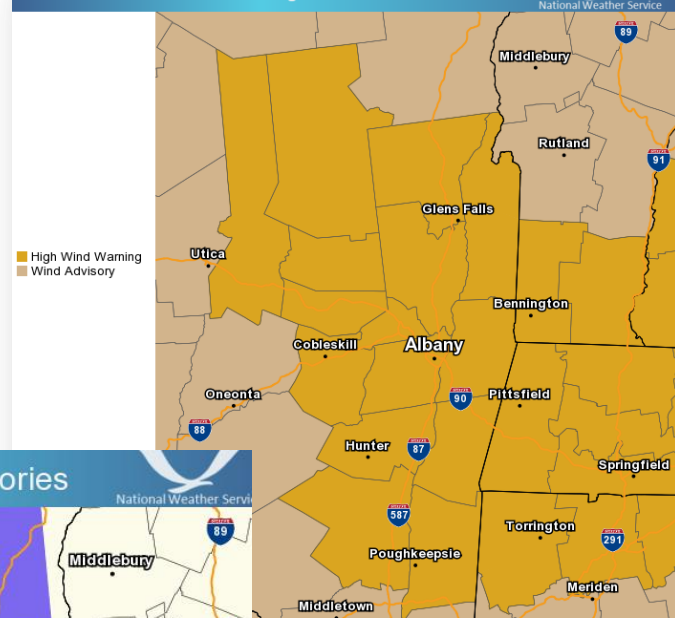 National Weather Service
89
Middlebury
Rutland
91
Glens Falls
High Wind Warning
Wind Advisory
Utica
Bennington
Cobleskill
Albany
Oneonta
90
Pittsfield
88
Hunter
87
Springfield
ories
National Weather Servi
587
Torrington
89
291
Middlebury
Poughkeepsie
Meriden
Middletown